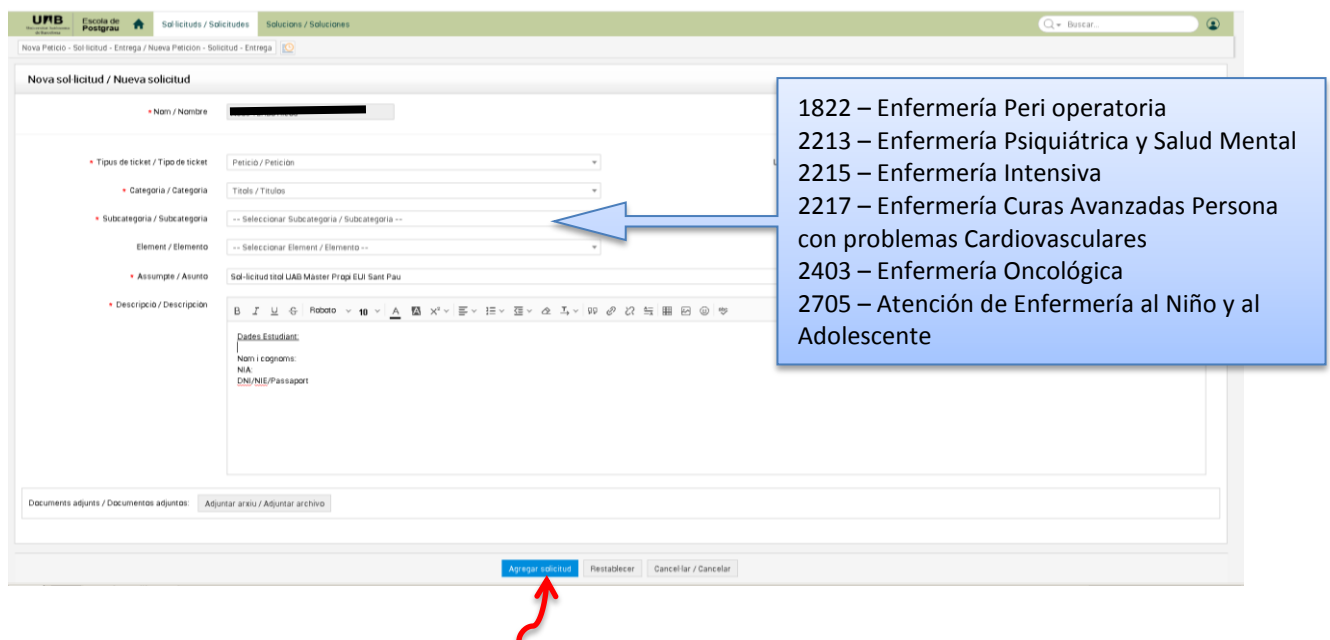 UAB
Escola de
Postgrau
Sol·licituds / Solicitudes
Solucions / Soluciones
Buscar..
Nova Petició - Sol·licitud - Entrega / Nueva Petición - Solicitud - Entrega
Nova sol·licitud / Nueva solicitud
* Nom / Nombre
* Tipus de ticket / Tipo de ticket
Petició / Petición
* Categoria / Categoría
Títols / Títulos
* Subcategoria / Subcategoría
-- Seleccionar Subcategoria / Subcategoría --
Element / Elemento
-- Seleccionar Element / Elemento --
* Assumpte / Asunto
Sol·licitud títol UAB Màster Propi EUI Sant Pau
* Descripció / Descripción
B I U S Roboto 10 A
Dades Estudiant:
Nom i cognoms:
NIA:
DNI/NIE/Passaport
1822 – Enfermería Peri operatoria
2213 – Enfermería Psiquiátrica y Salud Mental
2215 – Enfermería Intensiva
2217 – Enfermería Curas Avanzadas Persona
con problemas Cardiovasculares
2403 – Enfermería Oncológica
2705 – Atención de Enfermería al Niño y al
Adolescente
Documents adjunts / Documentos adjuntos:
Adjuntar arxiu / Adjuntar archivo
Agregar solicitud
Restablecer
Cancel·lar / Cancelar